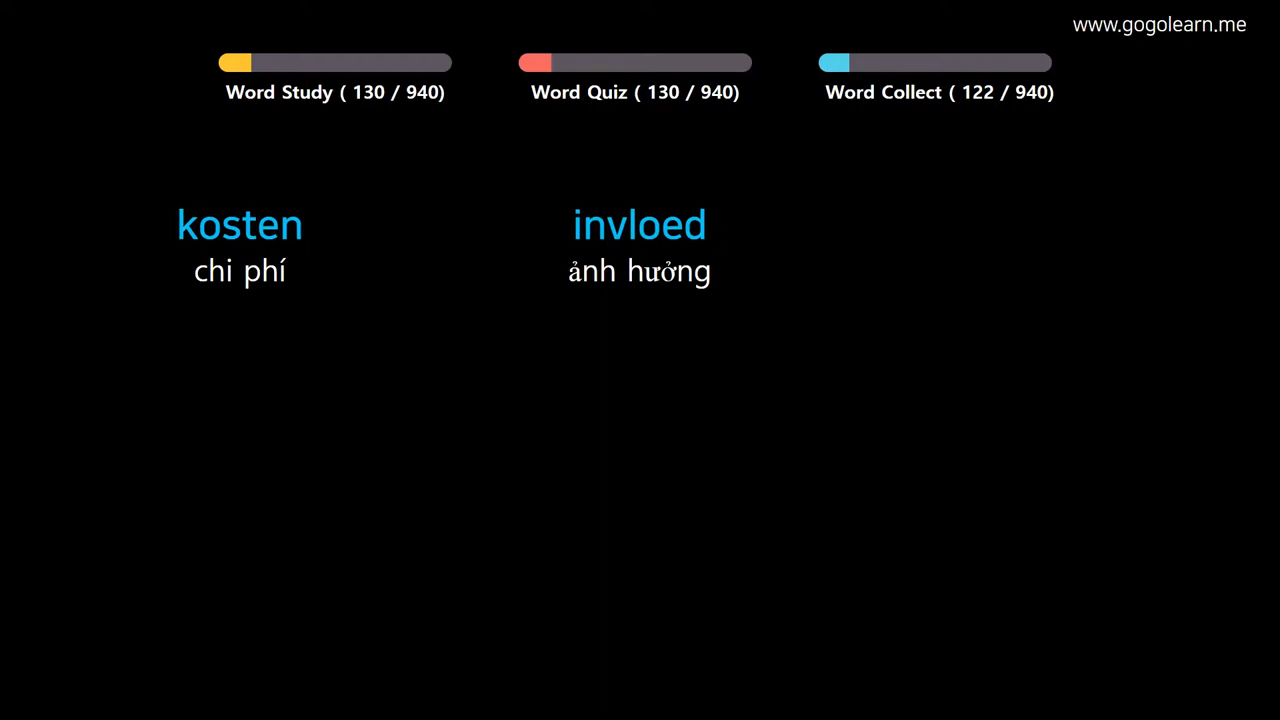 www.gogolearn.me
Word Study ( 130 / 940)
Word Quiz ( 130 / 940)
Word Collect ( 122 / 940)
kosten
chi phí
invloed
ảnh hưởng